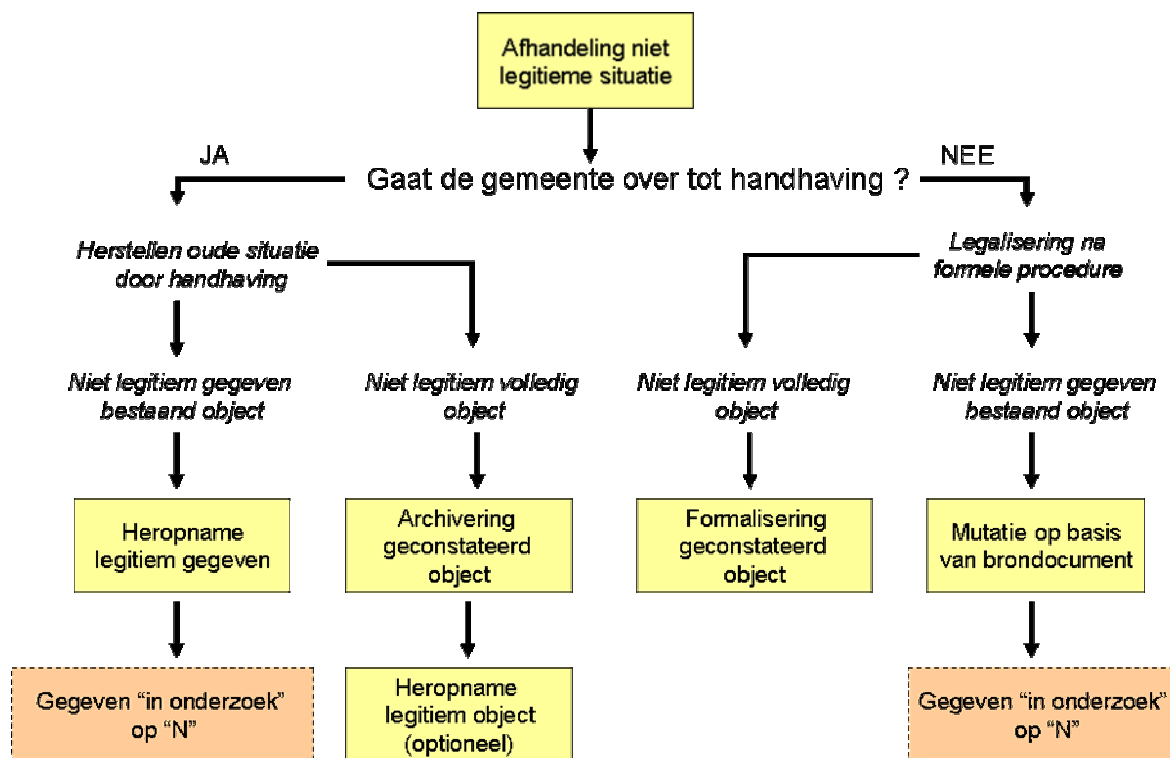 Afhandeling niet
legitieme situatie
JA
NEE
Gaat de gemeente over tot handhaving ?
Herstellen oude situatie
door handhaving
Legalisering na
formele procedure
Niet legitiem gegeven
bestaand object
Niet legitiem volledig
object
Niet legitiem volledig
object
Niet legitiem gegeven
bestaand object
Heropname
legitiem gegeven
Archivering
geconstateerd
object
Formalisering
geconstateerd
object
Mutatie op basis
van brondocument
Gegeven “in onderzoek”
op “N”
Heropname
legitiem object
(optioneel)
Gegeven “in onderzoek”
op “N”